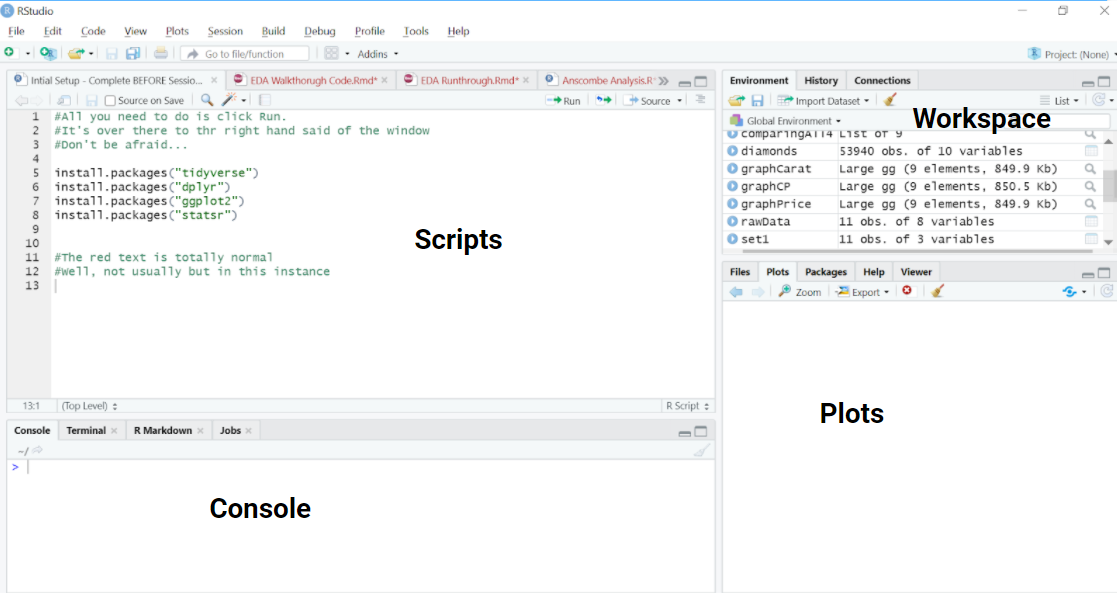 RStudio
File Edit Code View Plots Session Build Debug Profile Tools Help
Go to file/function Addins Project: (None)
Intial Setup - Complete BEFORE Sessio... EDA Walkthorugh Code.Rmd* EDA Runthrough.Rmd* Anscombe Analysis.R*
Source on Save Run Source
1 #All you need to do is click Run.
2 #It's over there to thr right hand said of the window
3 #Don't be afraid...
4
5 install.packages("tidyverse")
6 install.packages("dplyr")
7 install.packages("ggplot2")
8 install.packages("statsr")
9
10
11 #The red text is totally normal
12 #Well, not usually but in this instance
13
Scripts
13:1 (Top Level) R Script
Console Terminal R Markdown Jobs
~/
>
Console
Environment History Connections
Import Dataset List
Global Environment
Workspace
comparingAll4 List of 9
diamonds 53940 obs. of 10 variables
graphCarat Large gg (9 elements, 849.9 Kb)
graphCP Large gg (9 elements, 850.5 Kb)
graphPrice Large gg (9 elements, 849.9 Kb)
rawData 11 obs. of 8 variables
set1 11 obs. of 3 variables
Files Plots Packages Help Viewer
Zoom Export
Plots